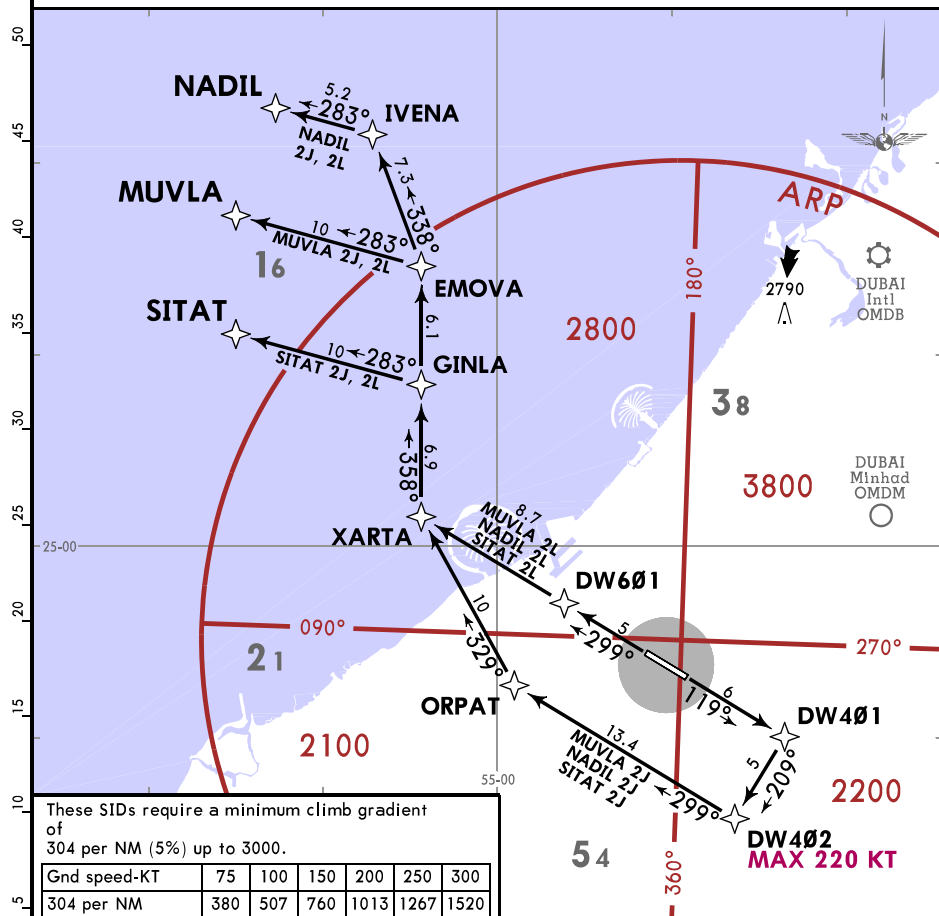 50
45
40
35
30
25
20
15
10
5
NADIL
5.2
←283°
NADIL
2J, 2L
IVENA
7.3
←338°
N
ARP
MUVLA
10 ←283°
MUVLA 2J, 2L
16
EMOVA
180°
2790
DUBAI
Intl
OMDB
SITAT
10←283°
SITAT 2J, 2L
6.1
GINLA
2800
38
←358°
6.9
3800
DUBAI
Minhad
OMDM
XARTA
8.7
MUVLA 2L
NADIL 2L
SITAT 2L
25-00
DW6Ø1
10
←329°
5
←299°
090°
270°
21
6
119°→
ORPAT
DW4Ø1
2100
13.4
MUVLA 2J
NADIL 2J
SITAT 2J
←299°
5
←209°
55-00
2200
DW4Ø2
MAX 220 KT
54
360°
These SIDs require a minimum climb gradient
of
304 per NM (5%) up to 3000.
Gnd speed-KT 75 100 150 200 250 300
304 per NM 380 507 760 1013 1267 1520